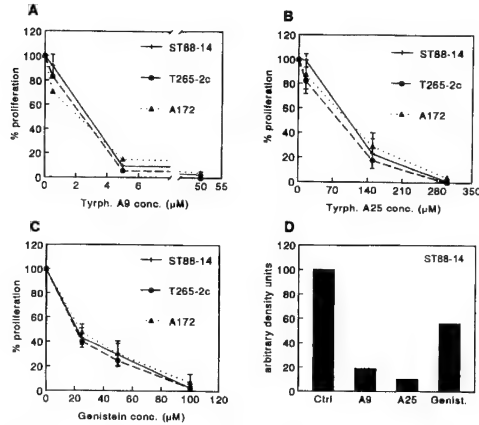 A
% proliferation
120
100
80
60
40
20
0
ST88-14
T265-2c
A172
0 2 4 6 50 55
Tyrph. A9 conc. (µM)
B
% proliferation
120
100
80
60
40
20
0
ST88-14
T265-2c
A172
0 70 140 210 280 350
Tyrph. A25 conc. (µM)
C
% proliferation
120
100
80
60
40
20
0
ST88-14
T265-2c
A172
0 20 40 60 80 100 120
Genistein conc. (µM)
D
arbitrary density units
120
100
80
60
40
20
0
ST88-14
Ctrl A9 A25 Genist.